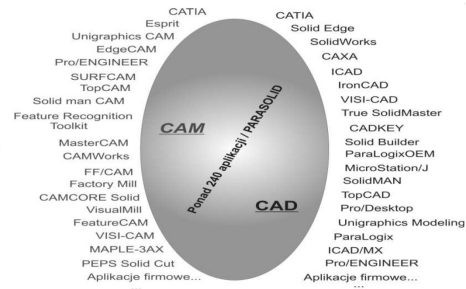 CATIA
Esprit
Unigraphics CAM
EdgeCAM
Pro/ENGINEER
SURFCAM
TopCAM
Solid man CAM
Feature Recognition
Toolkit
MasterCAM
CAMWorks
FF/CAM
Factory Mill
CAMCORE Solid
VisualMill
FeatureCAM
VISI-CAM
MAPLE-3AX
PEPS Solid Cut
Aplikacje firmowe...
CAM
Ponad 240 aplikacji / PARASOLID
CAD
CATIA
Solid Edge
SolidWorks
CAXA
ICAD
IronCAD
VISI-CAD
True SolidMaster
CADKEY
Solid Builder
ParaLogixOEM
MicroStation/J
SolidMAN
TopCAD
Pro/Desktop
Unigraphics Modeling
ParaLogix
ICAD/MX
Pro/ENGINEER
Aplikacje firmowe...
...